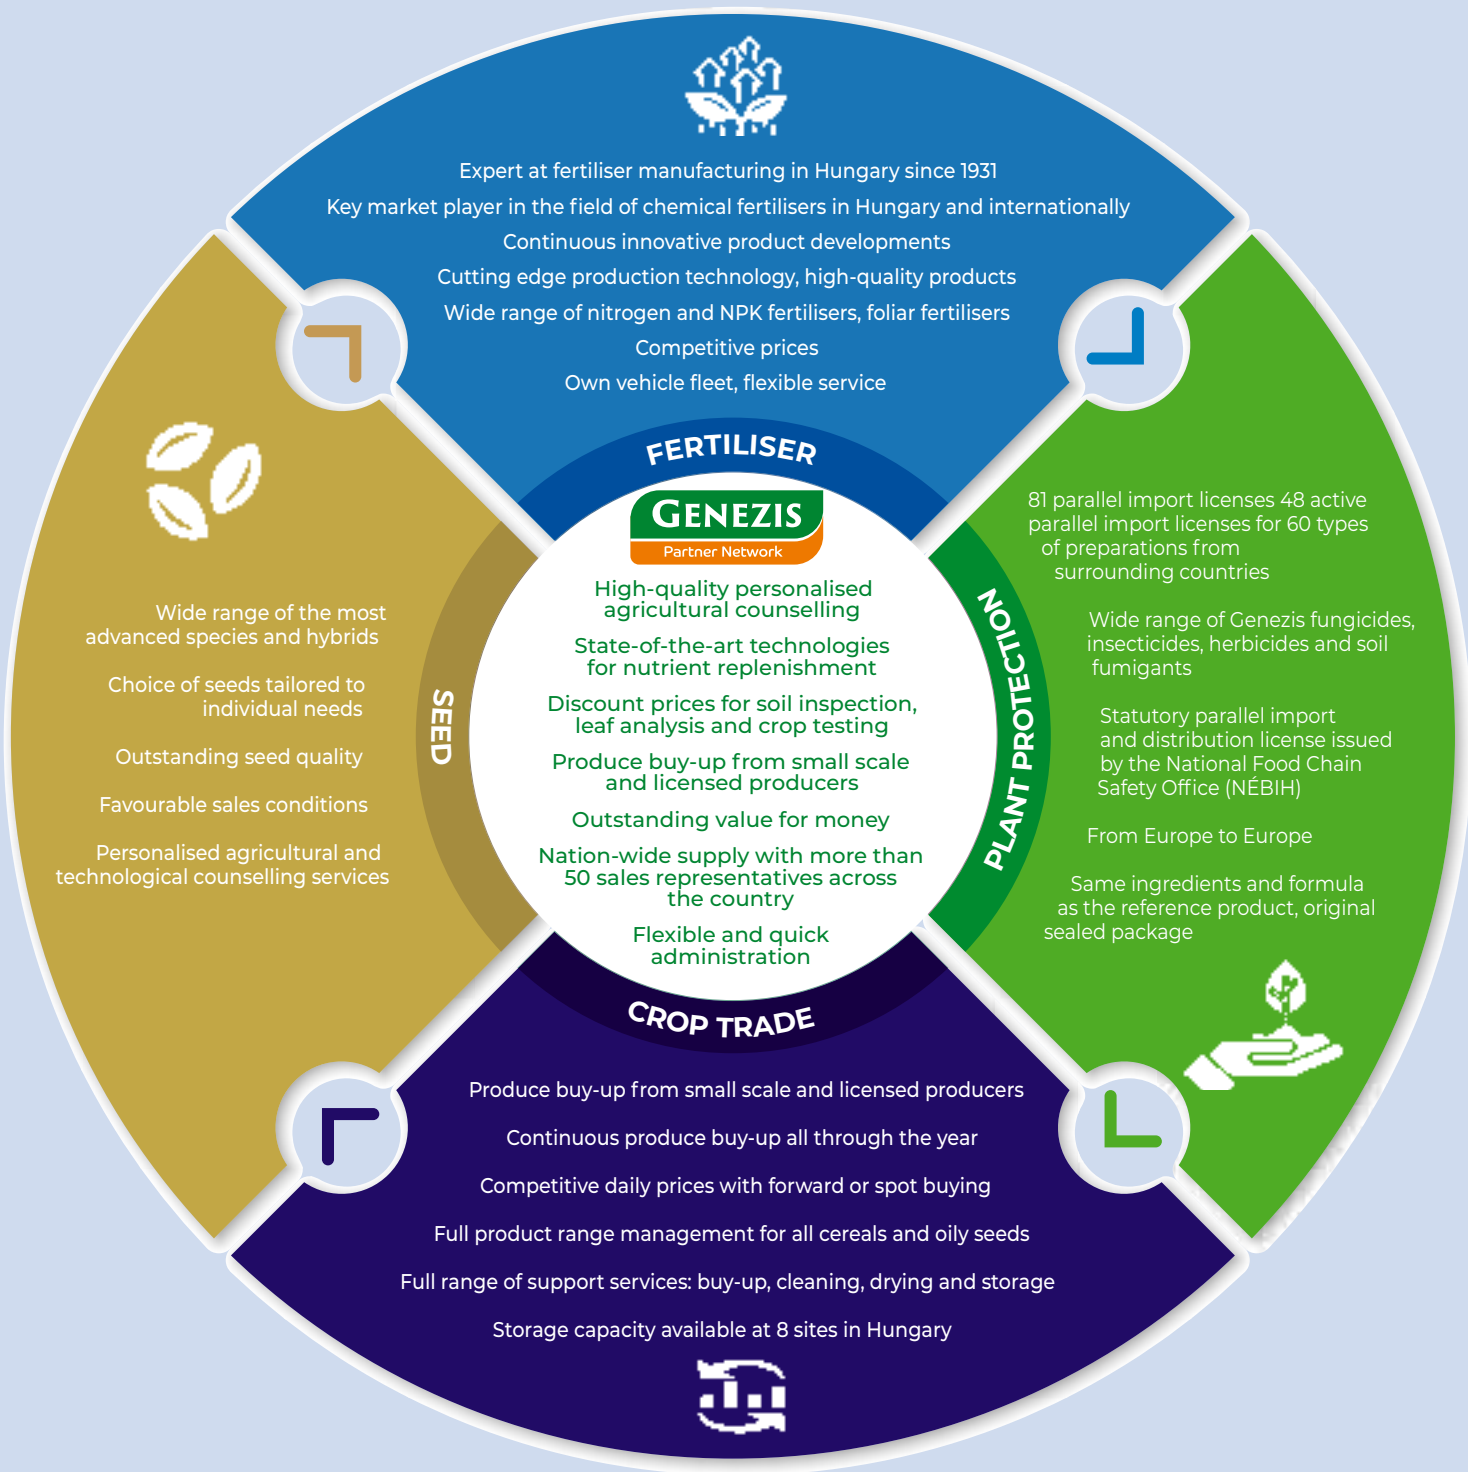 Expert at fertiliser manufacturing in Hungary since 1931
Key market player in the field of chemical fertilisers in Hungary and internationally
Continuous innovative product developments
Cutting edge production technology, high-quality products
Wide range of nitrogen and NPK fertilisers, foliar fertilisers
Competitive prices
Own vehicle fleet, flexible service
FERTILISER
81 parallel import licenses 48 active
parallel import licenses for 60 types
of preparations from
surrounding countries
Wide range of Genezis fungicides,
insecticides, herbicides and soil
fumigants
Statutory parallel import
and distribution license issued
by the National Food Chain
Safety Office (NÉBIH)
From Europe to Europe
Same ingredients and formula
as the reference product, original
sealed package
PLANT PROTECTION
GENEZIS
Partner Network
High-quality personalised
agricultural counselling
State-of-the-art technologies
for nutrient replenishment
Discount prices for soil inspection,
leaf analysis and crop testing
Produce buy-up from small scale
and licensed producers
Outstanding value for money
Nation-wide supply with more than
50 sales representatives across
the country
Flexible and quick
administration
SEED
Wide range of the most
advanced species and hybrids
Choice of seeds tailored to
individual needs
Outstanding seed quality
Favourable sales conditions
Personalised agricultural and
technological counselling services
CROP TRADE
Produce buy-up from small scale and licensed producers
Continuous produce buy-up all through the year
Competitive daily prices with forward or spot buying
Full product range management for all cereals and oily seeds
Full range of support services: buy-up, cleaning, drying and storage
Storage capacity available at 8 sites in Hungary